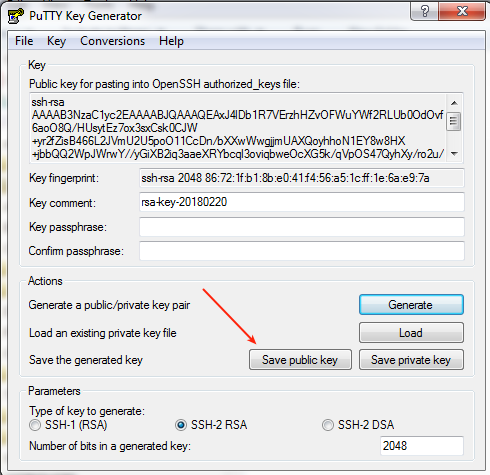 PuTTY Key Generator
File Key Conversions Help
Key
Public key for pasting into OpenSSH authorized_keys file:
ssh-rsa
AAAAB3NzaC1yc2EAAAABJQAAAQEAxJ4lDb1R7VErzhHZvOFWuYWf2RLUb0OdOvf
6aoO8Q/HUsytEz7ox3sxCsk0CJW
+yr2fZisB466L2JVmU2U5poO11CcDn/bXXwWwgjjmUAXQoyhhoN1EY8w8HX
+jbbQQ2WpJWrwY//yGiXB2iq3aaeXRYbcql3oviqbweOcXG5k/qVpOS47QyhXy/ro2u/
Key fingerprint: ssh-rsa 2048 86:72:1f:b1:8b:e0:41:f4:56:a5:1c:ff:1e:6a:e9:7a
Key comment: rsa-key-20180220
Key passphrase:
Confirm passphrase:
Actions
Generate a public/private key pair Generate
Load an existing private key file Load
Save the generated key Save public key Save private key
Parameters
Type of key to generate:
SSH-1 (RSA) SSH-2 RSA SSH-2 DSA
Number of bits in a generated key: 2048